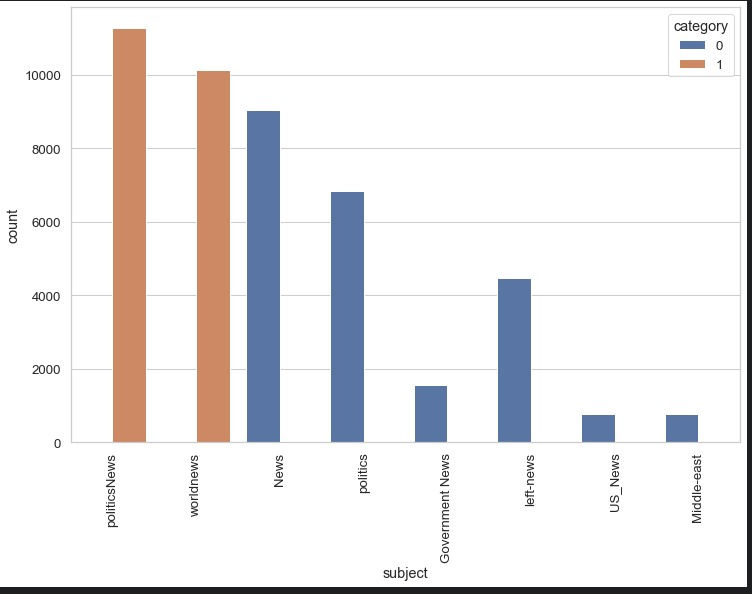 category
0
1
10000
8000
6000
4000
2000
0
count
politicsNews
worldnews
News
politics
Government News
left-news
US_News
Middle-east
subject